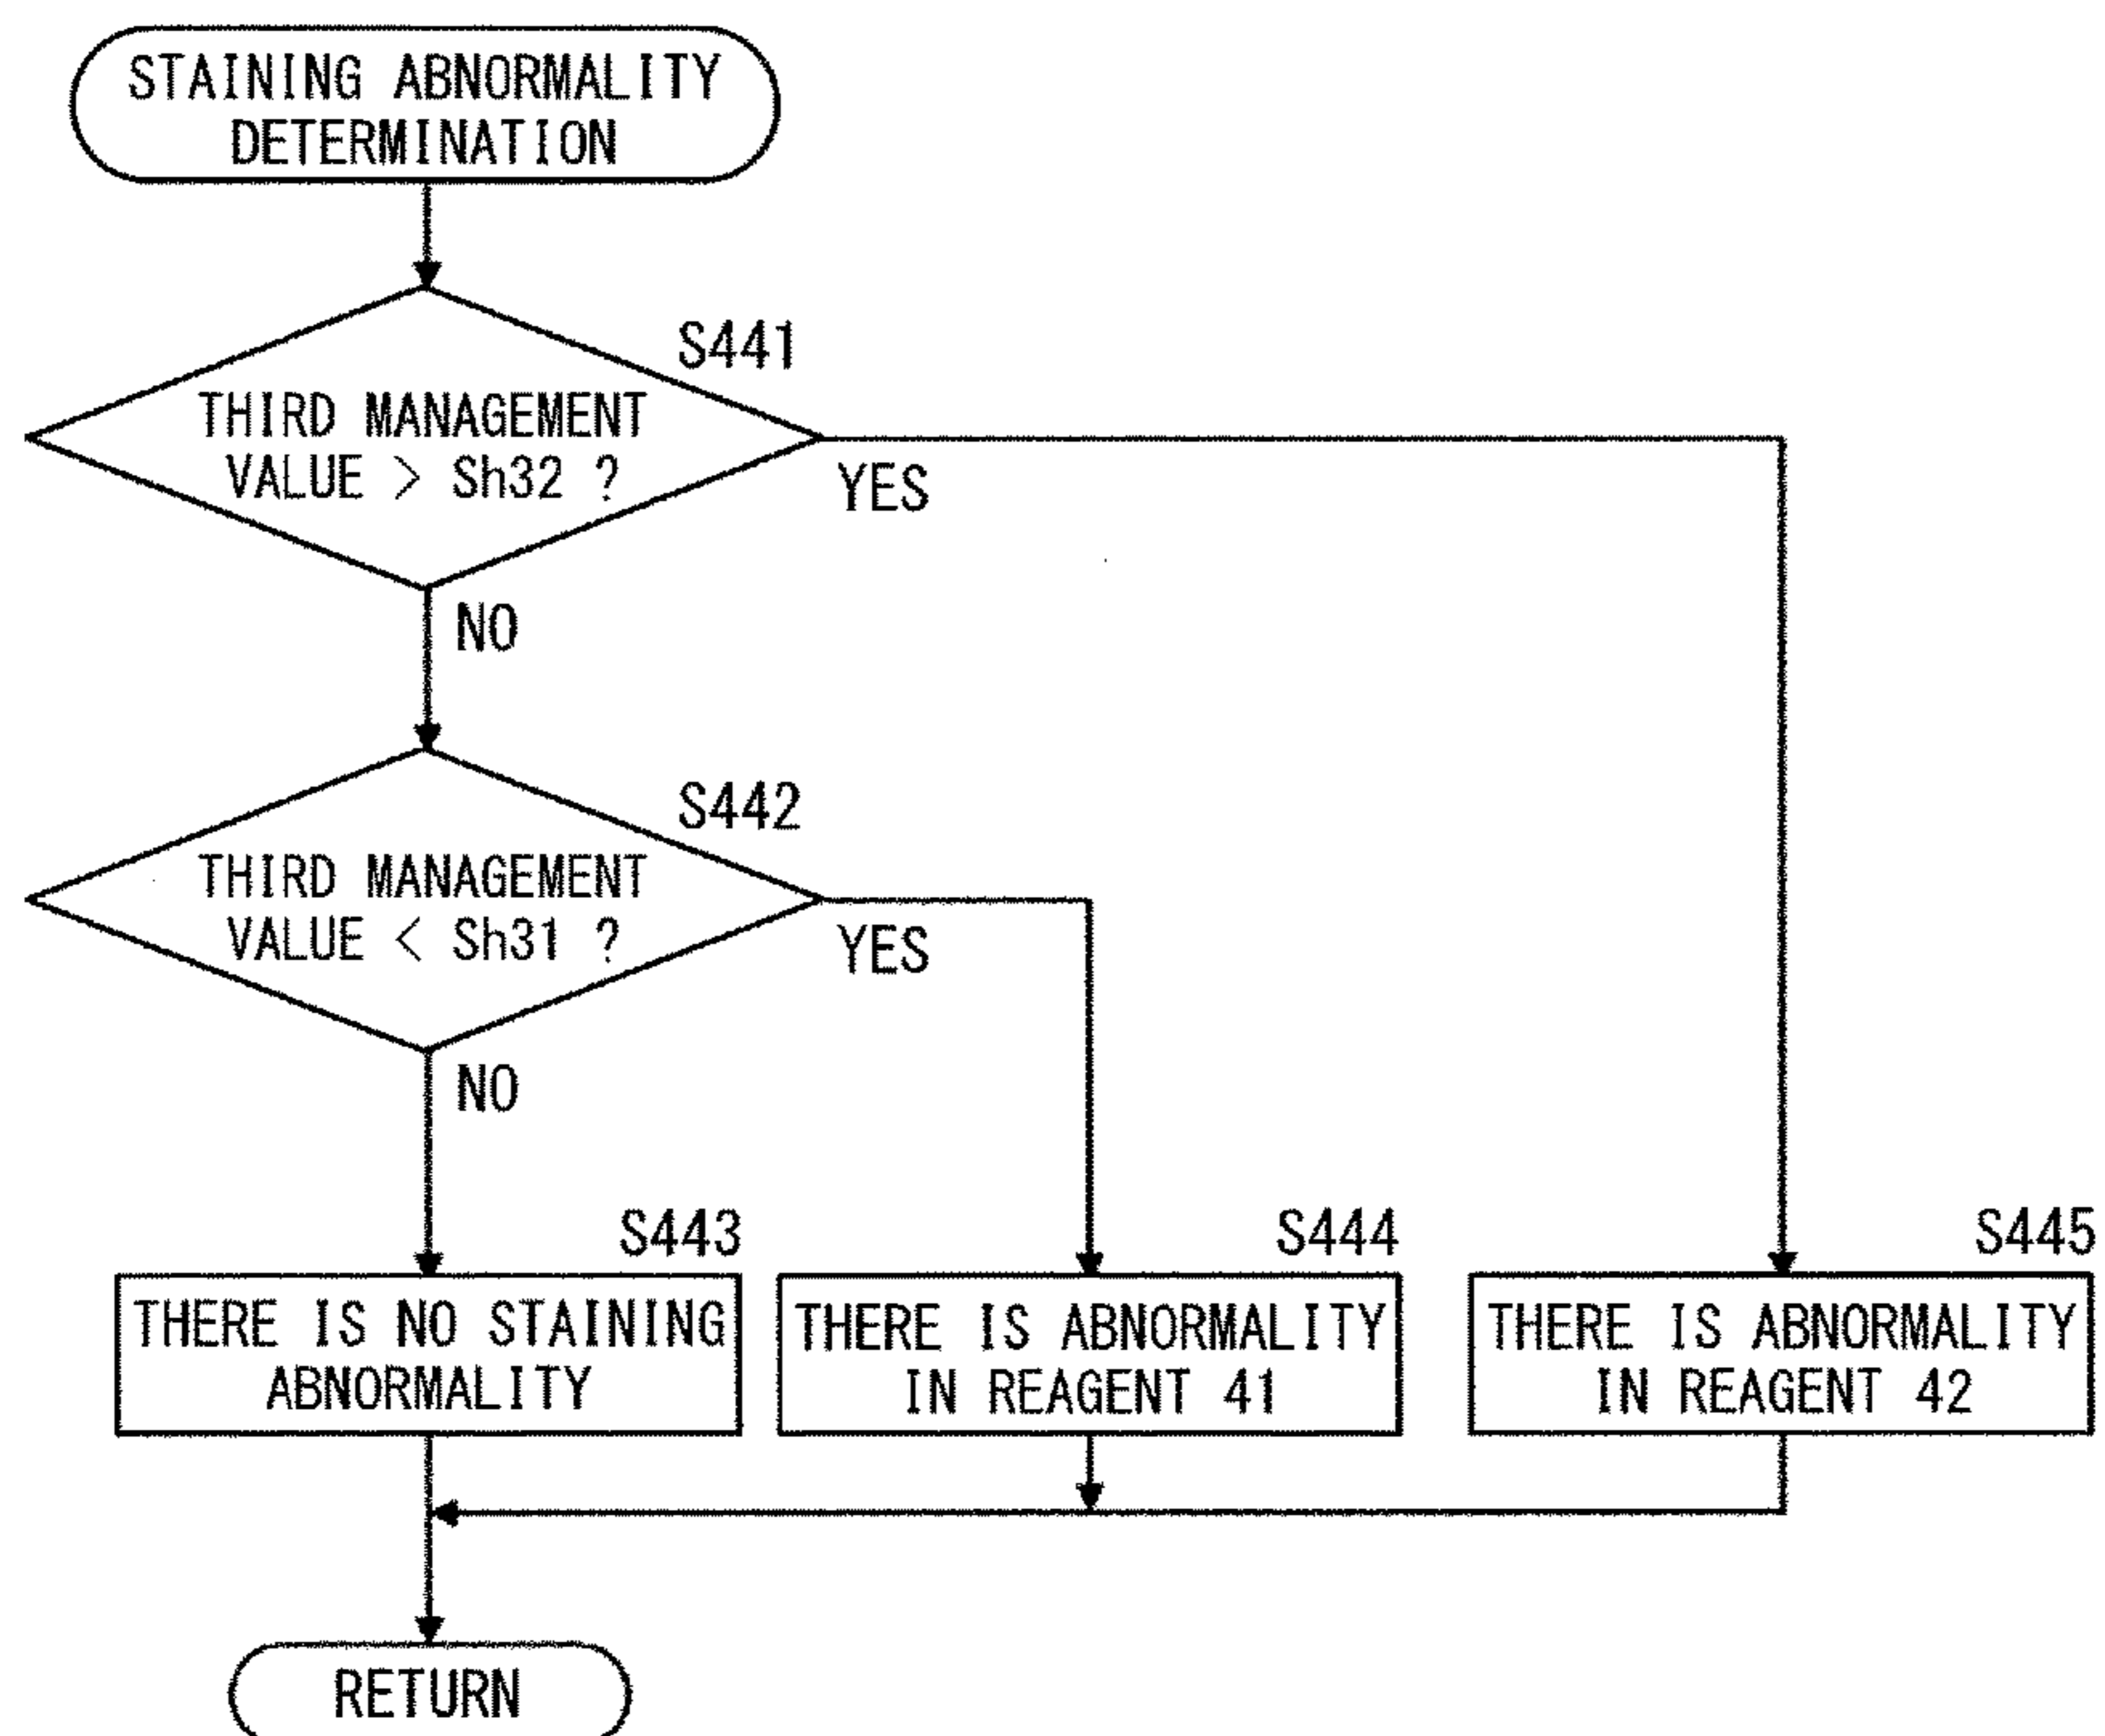 STAINING ABNORMALITY
DETERMINATION
S441
THIRD MANAGEMENT
VALUE > Sh32 ?
YES
NO
S442
THIRD MANAGEMENT
VALUE < Sh31 ?
YES
NO
S443
THERE IS NO STAINING
ABNORMALITY
S444
THERE IS ABNORMALITY
IN REAGENT 41
S445
THERE IS ABNORMALITY
IN REAGENT 42
RETURN